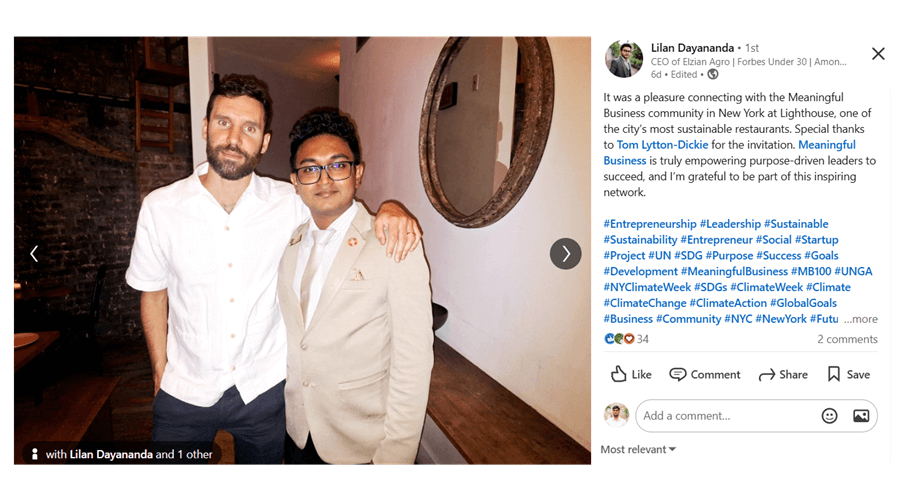 Lilan Dayananda • 1st
CEO of Elzian Agro | Forbes Under 30 | Amon...
6d • Edited •
It was a pleasure connecting with the Meaningful
Business community in New York at Lighthouse, one of
the city's most sustainable restaurants. Special thanks
to Tom Lytton-Dickie for the invitation. Meaningful
Business is truly empowering purpose-driven leaders to
succeed, and I'm grateful to be part of this inspiring
network.
#Entrepreneurship #Leadership #Sustainable
#Sustainability #Entrepreneur #Social #Startup
#Project #UN #SDG #Purpose #Success #Goals
#Development #MeaningfulBusiness #MB100 #UNGA
#NYClimateWeek #SDGs #ClimateWeek #Climate
#ClimateChange #ClimateAction #GlobalGoals
#Business #Community #NYC #NewYork #Futu ...more
34 2 comments
Like Comment Share Save
Add a comment...
Most relevant
with Lilan Dayananda and 1 other